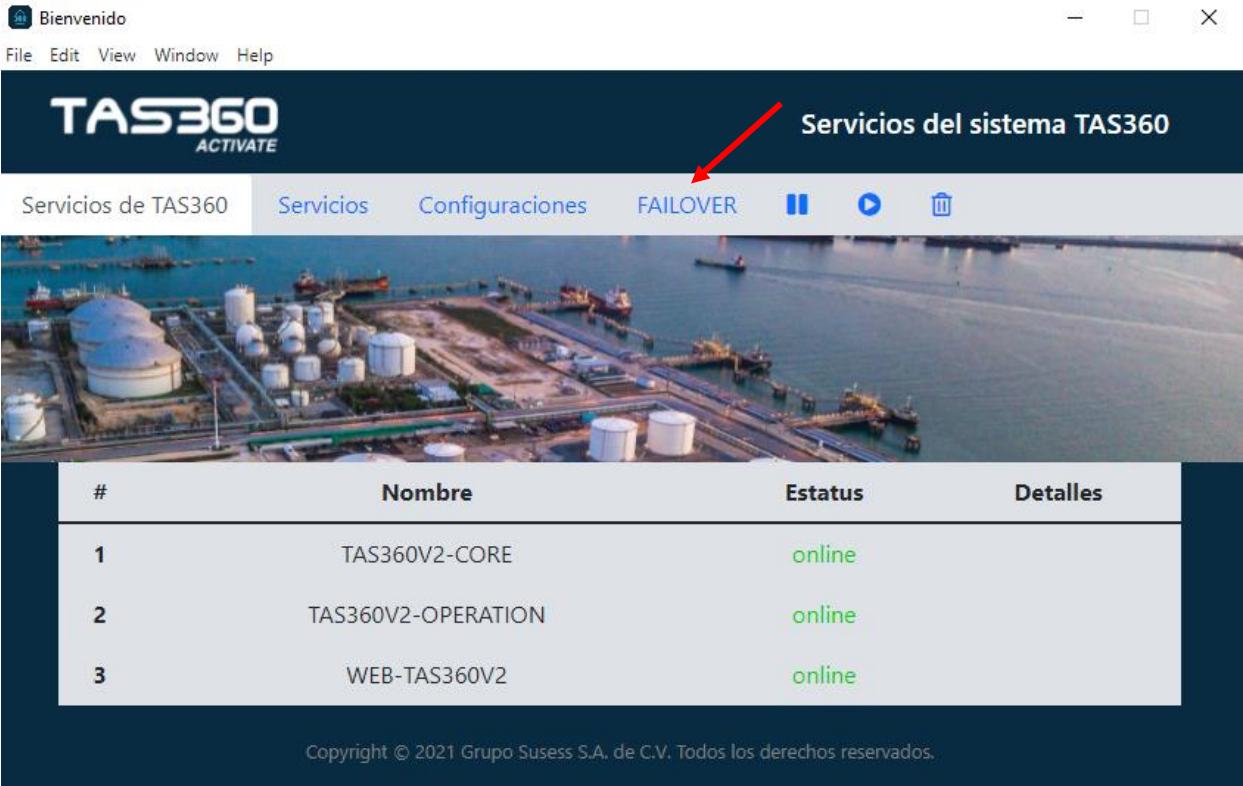 Bienvenido
File Edit View Window Help
TAS360
ACTIVATE
Servicios del sistema TAS360
Servicios de TAS360 Servicios Configuraciones FAILOVER
# Nombre Estatus Detalles
1 TAS360V2-CORE online
2 TAS360V2-OPERATION online
3 WEB-TAS360V2 online
Copyright © 2021 Grupo Susess S.A. de C.V. Todos los derechos reservados.